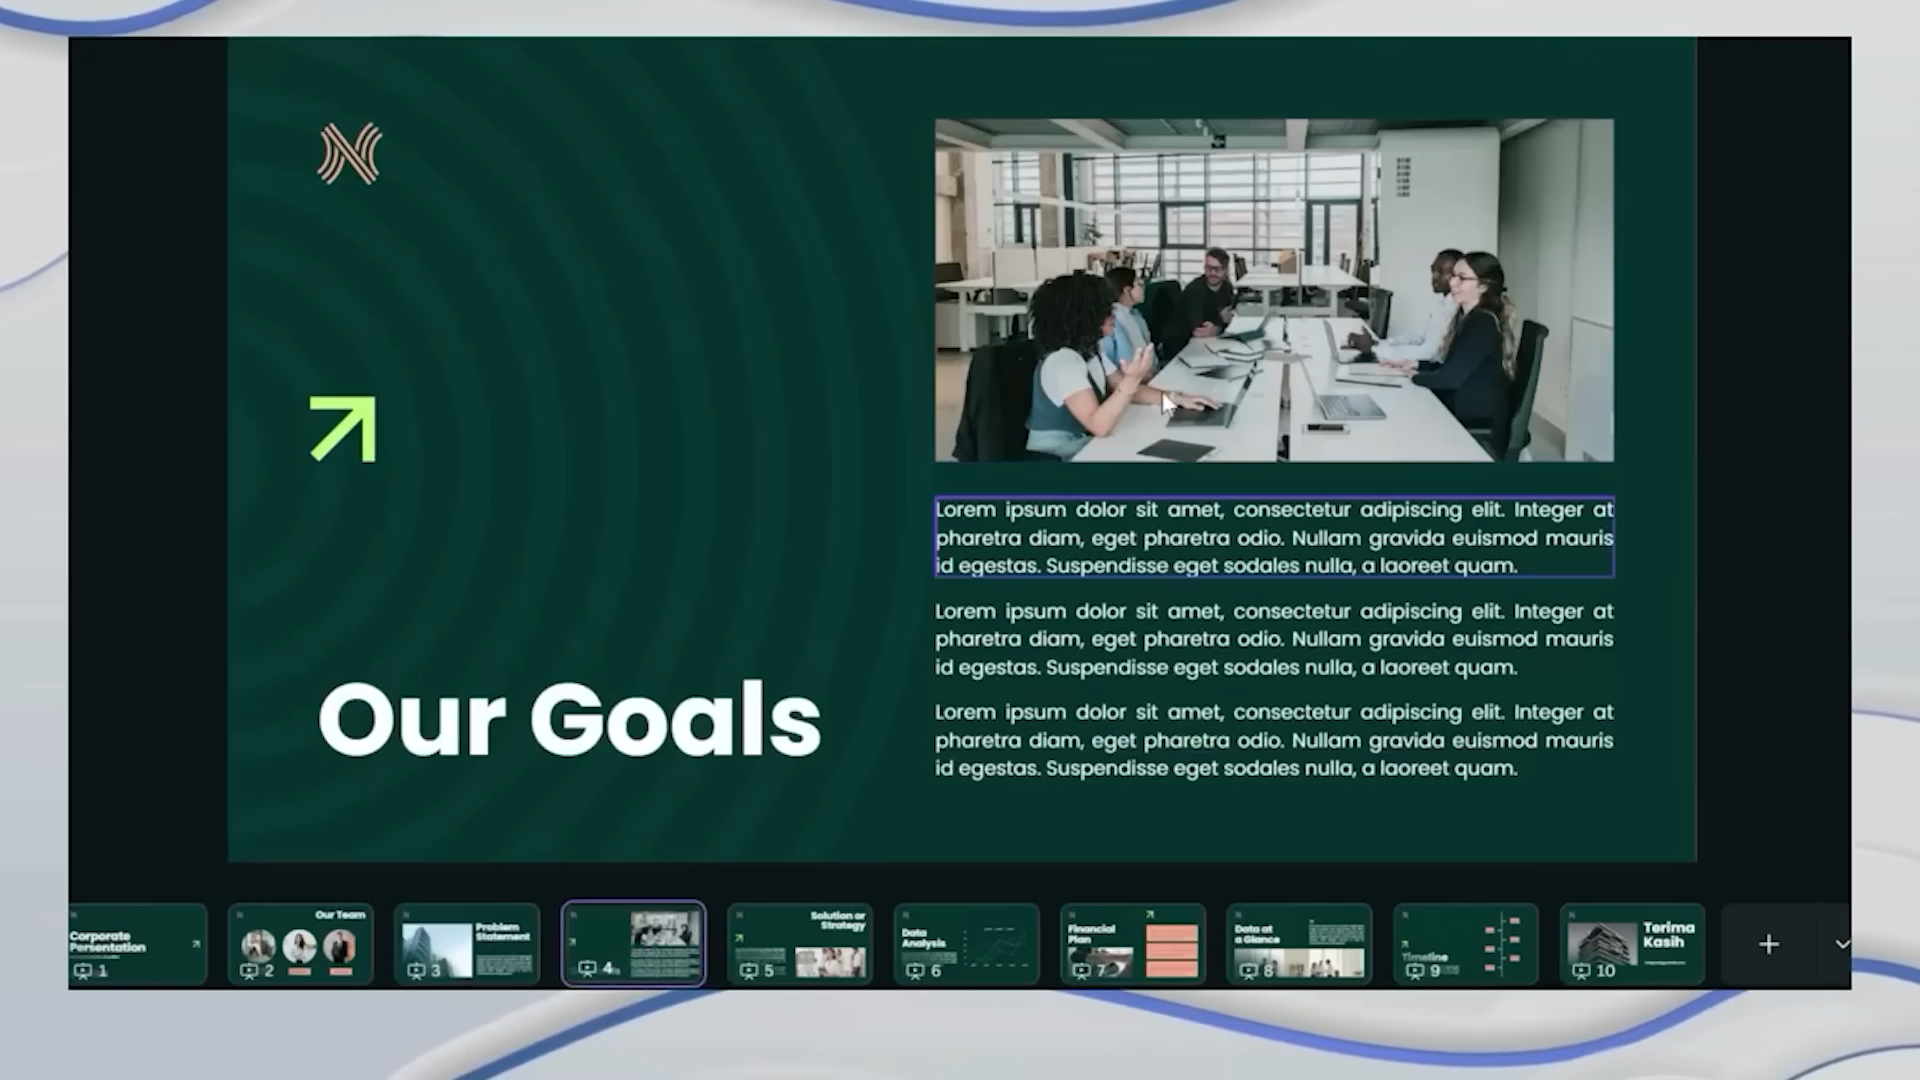 Lorem ipsum dolor sit amet, consectetur adipiscing elit. Integer at
pharetra diam, eget pharetra odio. Nullam gravida euismod mauris
id egestas. Suspendisse eget sodales nulla, a laoreet quam.
Lorem ipsum dolor sit amet, consectetur adipiscing elit. Integer at
pharetra diam, eget pharetra odio. Nullam gravida euismod mauris
id egestas. Suspendisse eget sodales nulla, a laoreet quam.
Our Goals
Lorem ipsum dolor sit amet, consectetur adipiscing elit. Integer at
pharetra diam, eget pharetra odio. Nullam gravida euismod mauris
id egestas. Suspendisse eget sodales nulla, a laoreet quam.
Corporate
Persentation
1
Our Team
2
Problem
Statement
3
4
Solution or
Strategy
5
Data
Analysis
6
Financial
Plan
7
Data at
a Glance
8
Timeline
9
Terima
Kasih
10